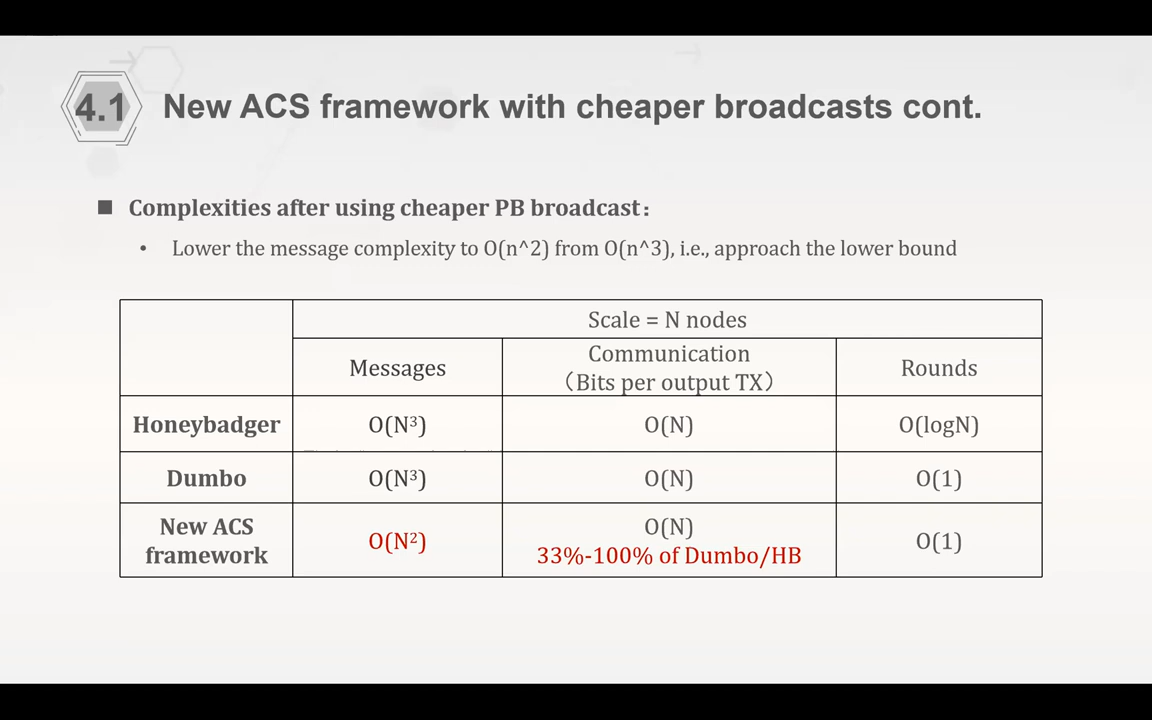 4.1
New ACS framework with cheaper broadcasts cont.
■ Complexities after using cheaper PB broadcast：
• Lower the message complexity to O(n^2) from O(n^3), i.e., approach the lower bound
Scale = N nodes
Messages
Communication
（Bits per output TX）
Rounds
Honeybadger
O(N³)
O(N)
O(logN)
Dumbo
O(N³)
O(N)
O(1)
New ACS
framework
O(N²)
O(N)
33%-100% of Dumbo/HB
O(1)